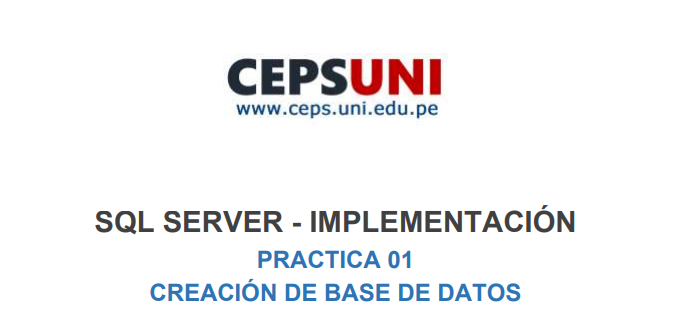 CEPSUNI
www.ceps.uni.edu.pe
SQL SERVER - IMPLEMENTACIÓN
PRACTICA 01
CREACIÓN DE BASE DE DATOS